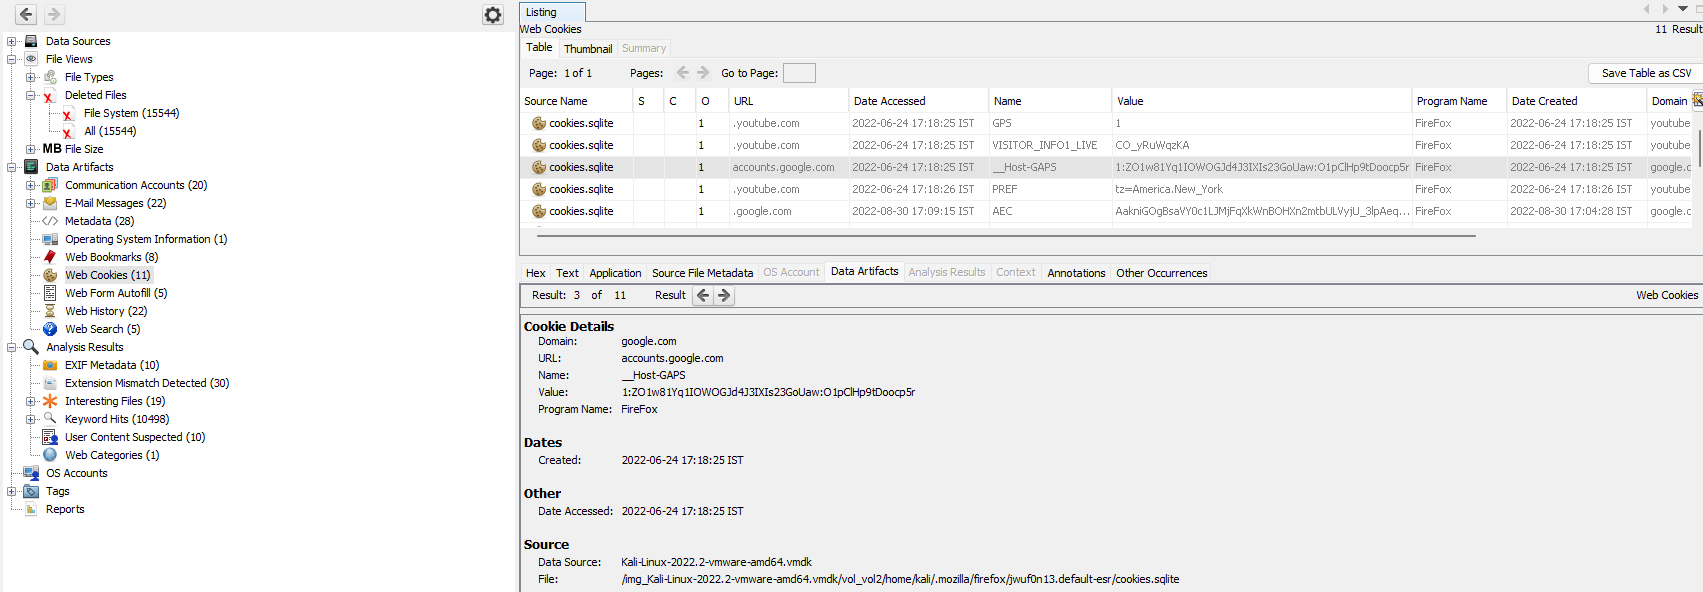 Data Sources
File Views
File Types
Deleted Files
File System (15544)
All (15544)
MB File Size
Data Artifacts
Communication Accounts (20)
E-Mail Messages (22)
Metadata (28)
Operating System Information (1)
Web Bookmarks (8)
Web Cookies (11)
Web Form Autofill (5)
Web History (22)
Web Search (5)
Analysis Results
EXIF Metadata (10)
Extension Mismatch Detected (30)
Interesting Files (19)
Keyword Hits (10498)
User Content Suspected (10)
Web Categories (1)
OS Accounts
Tags
Reports
Listing
Web Cookies 11 Result
Table Thumbnail Summary
Page: 1 of 1 Pages: Go to Page: Save Table as CSV
Source Name S C O URL Date Accessed Name Value Program Name Date Created Domain
cookies.sqlite 1 .youtube.com 2022-06-24 17:18:25 IST GPS 1 FireFox 2022-06-24 17:18:25 IST youtube
cookies.sqlite 1 .youtube.com 2022-06-24 17:18:25 IST VISITOR_INFO1_LIVE CO_yRuWqzKA FireFox 2022-06-24 17:18:25 IST youtube
cookies.sqlite 1 accounts.google.com 2022-06-24 17:18:25 IST __Host-GAPS 1:ZO1w81Yq1IOWOGJd4J3IXIs23GoUaw:O1pClHp9tDoocp5r FireFox 2022-06-24 17:18:25 IST google.c
cookies.sqlite 1 .youtube.com 2022-06-24 17:18:26 IST PREF tz=America.New_York FireFox 2022-06-24 17:18:26 IST youtube
cookies.sqlite 1 .google.com 2022-08-30 17:09:15 IST AEC AakniGOgBsaVY0c1LJMjFqXkWnBOHXn2mtbULVyjU_3lpAeq... FireFox 2022-08-30 17:04:28 IST google.c
Hex Text Application Source File Metadata OS Account Data Artifacts Analysis Results Context Annotations Other Occurrences
Result: 3 of 11 Result Web Cookies
Cookie Details
Domain: google.com
URL: accounts.google.com
Name: __Host-GAPS
Value: 1:ZO1w81Yq1IOWOGJd4J3IXIs23GoUaw:O1pClHp9tDoocp5r
Program Name: FireFox
Dates
Created: 2022-06-24 17:18:25 IST
Other
Date Accessed: 2022-06-24 17:18:25 IST
Source
Data Source: Kali-Linux-2022.2-vmware-amd64.vmdk
File: /img_Kali-Linux-2022.2-vmware-amd64.vmdk/vol_vol2/home/kali/.mozilla/firefox/jwuf0n13.default-esr/cookies.sqlite